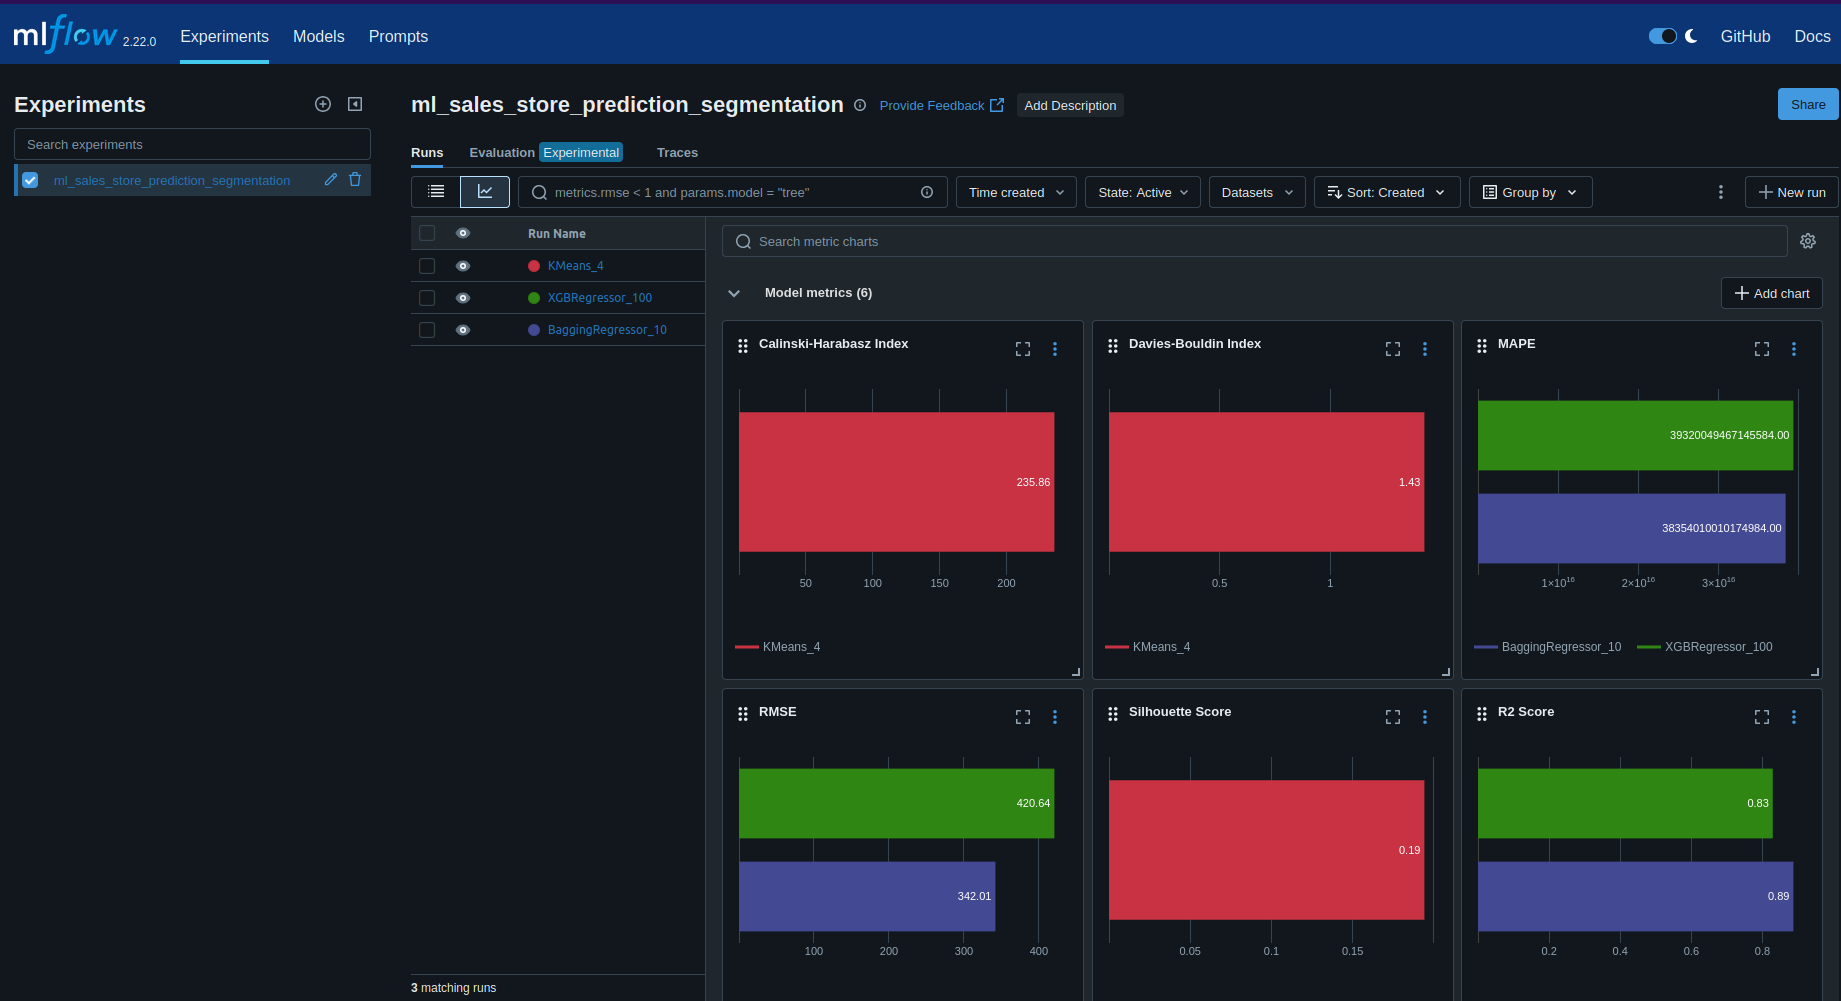 mlflow 2.22.0 Experiments Models Prompts GitHub Docs
Experiments
Search experiments
ml_sales_store_prediction_segmentation
ml_sales_store_prediction_segmentation Provide Feedback Add Description Share
Runs Evaluation Experimental Traces
metrics.rmse < 1 and params.model = "tree" Time created State: Active Datasets Sort: Created Group by New run
Run Name
KMeans_4
XGBRegressor_100
BaggingRegressor_10
3 matching runs
Search metric charts
Model metrics (6) Add chart
Calinski-Harabasz Index
235.86
50 100 150 200
KMeans_4
Davies-Bouldin Index
1.43
0.5 1
KMeans_4
MAPE
39320049467145584.00
38354010010174984.00
1×10¹⁶ 2×10¹⁶ 3×10¹⁶
BaggingRegressor_10 XGBRegressor_100
RMSE
420.64
342.01
100 200 300 400
Silhouette Score
0.19
0.05 0.1 0.15
R2 Score
0.83
0.89
0.2 0.4 0.6 0.8